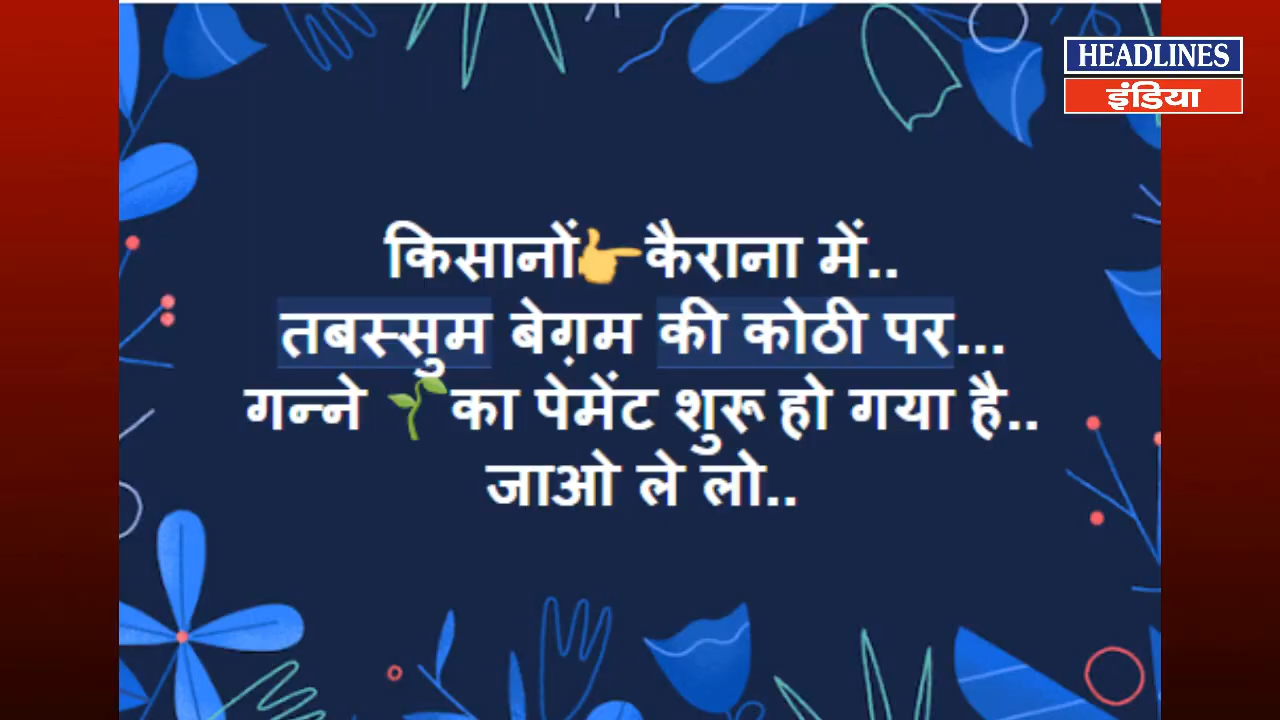 HEADLINES
इंडिया
किसानों👉कैराना में..
तबस्सुम बेग़म की कोठी पर...
गन्ने 🌱का पेमेंट शुरू हो गया है..
जाओ ले लो..